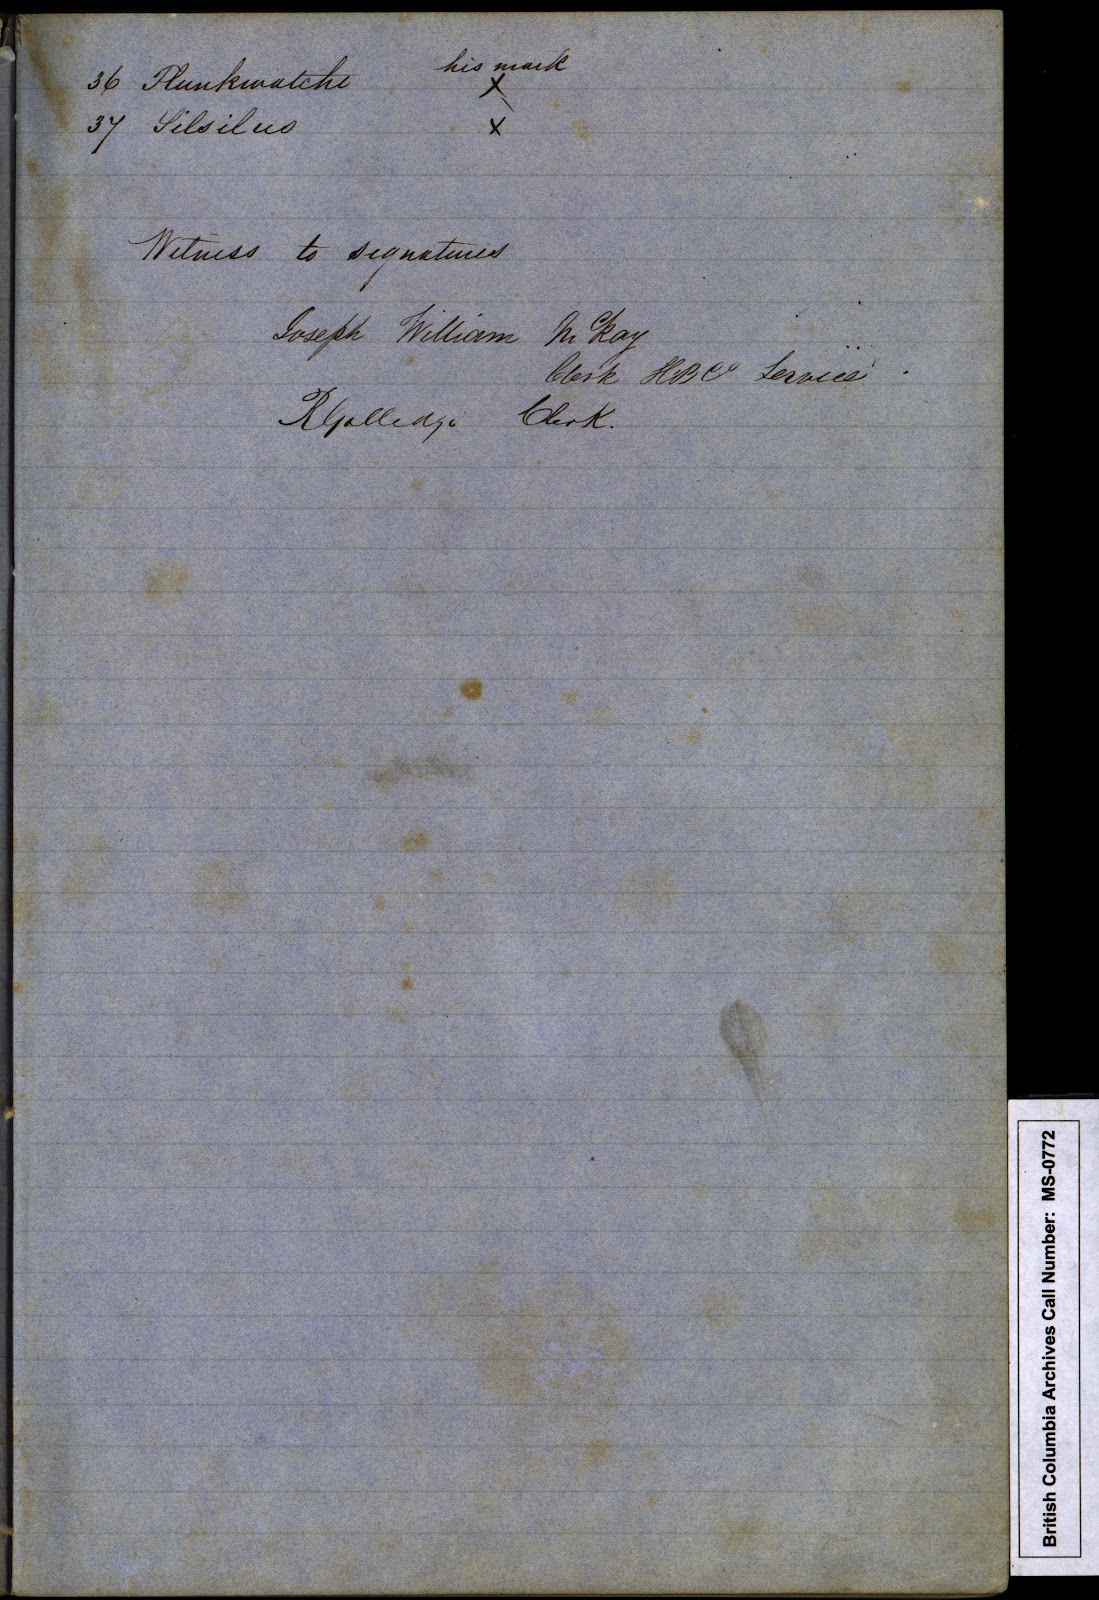 his mark
36 Thunkwatche X
37 Silsilus X
Witness to signatures
Joseph William McKay
Clerk HBCo Service.
R Golledge Clerk.
British Columbia Archives Call Number: MS-0772